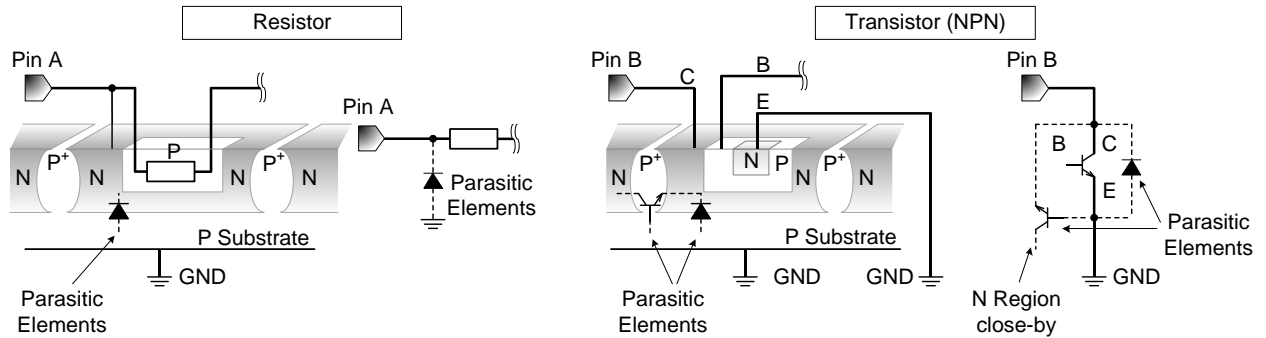 Resistor
Transistor (NPN)
Pin A
Pin B
C
B
E
Pin B
Pin A
N
P+
N
P
N
P+
N
Parasitic
Elements
P Substrate
GND
Parasitic
Elements
N
P+
N
N
P
N
P+
N
P Substrate
GND
GND
Parasitic
Elements
B
C
E
Parasitic
Elements
GND
N Region
close-by